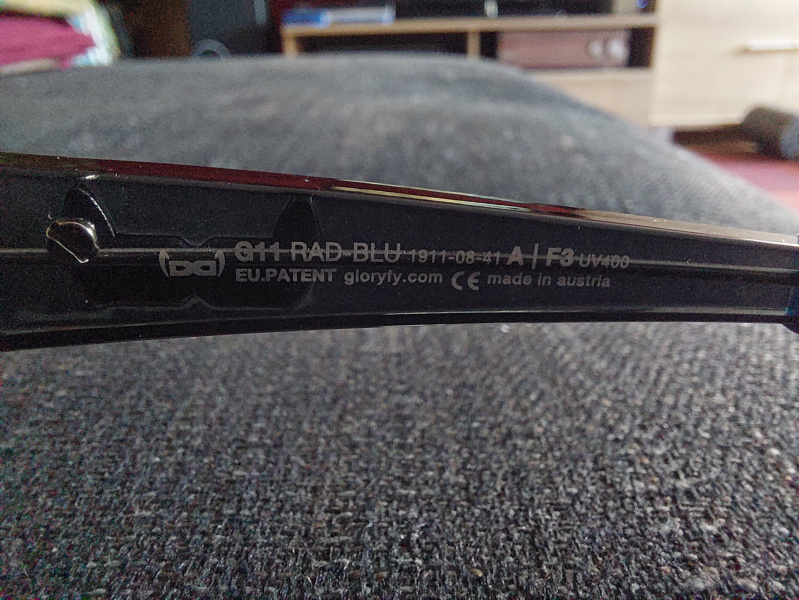 G11 RAD-BLU 1911-08-41 A | F3 UV400
EU.PATENT gloryfy.com CE made in austria